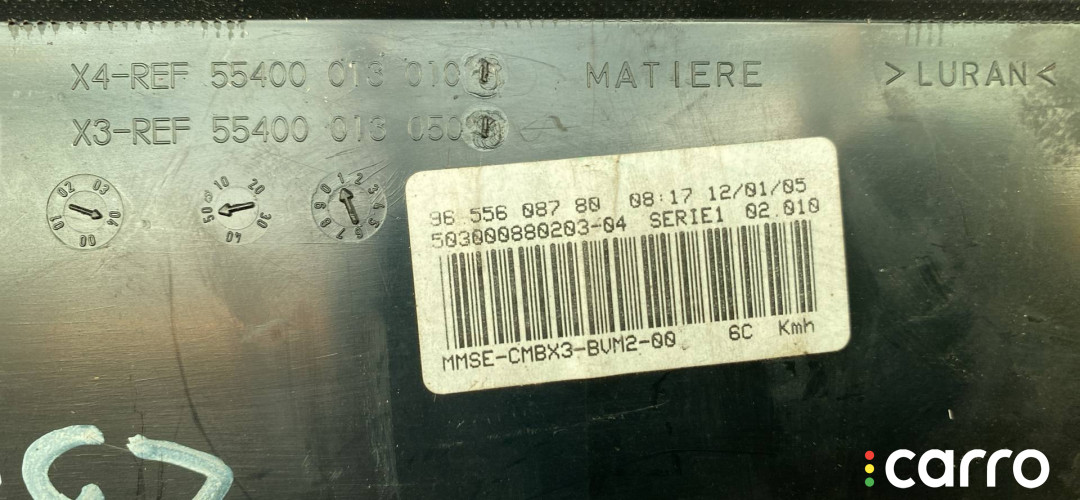 X4-REF 55400 013 010
MATIERE >LURAN<
X3-REF 55400 013 050
96 556 087 80 08:17 12/01/05
503000880203-04 SERIE1 02.010
MMSE-CMBX3-BVM2-00 6C Kmh
carro